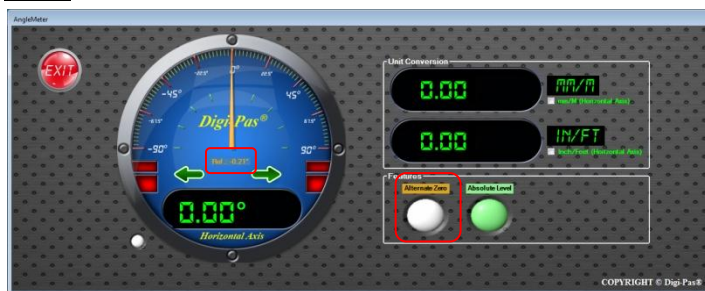 AngleMeter
EXIT
0°
-45°
45°
-90°
90°
Digi-Pas®
Ref : -0.21°
0.00°
Horizontal Axis
Unit Conversion
0.00
MM/M
mm/M (Horizontal Axis)
0.00
IN/FT
Inch/Feet (Horizontal Axis)
Features
Alternate Zero
Absolute Level
COPYRIGHT © Digi-Pas®